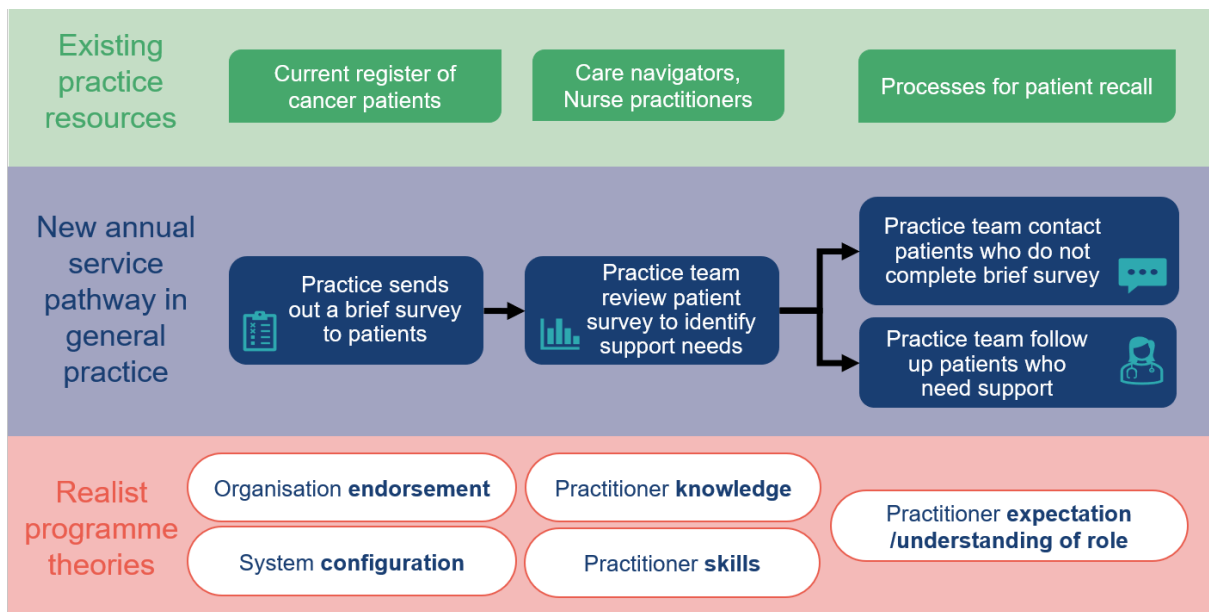 Existing
practice
resources
Current register of
cancer patients
Care navigators,
Nurse practitioners
Processes for patient recall
New annual
service
pathway in
general
practice
Practice sends
out a brief survey
to patients
Practice team
review patient
survey to identify
support needs
Practice team contact
patients who do not
complete brief survey
Practice team follow
up patients who
need support
Realist
programme
theories
Organisation endorsement
System configuration
Practitioner knowledge
Practitioner skills
Practitioner expectation
/understanding of role